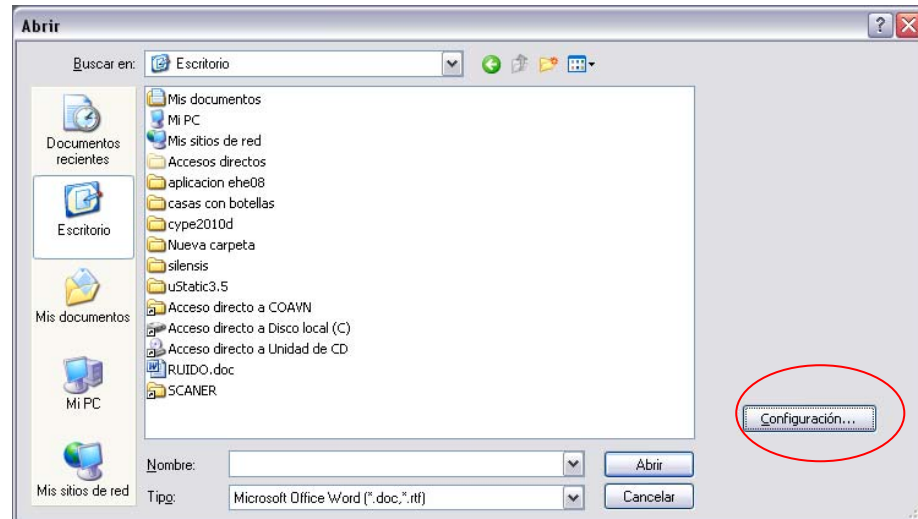 Abrir
Buscar en:
Escritorio
Documentos
recientes
Escritorio
Mis documentos
Mi PC
Mis sitios de red
Mis documentos
Mi PC
Mis sitios de red
Accesos directos
aplicacion ehe08
casas con botellas
cype2010d
Nueva carpeta
silensis
uStatic3.5
Acceso directo a COAVN
Acceso directo a Disco local (C)
Acceso directo a Unidad de CD
RUIDO.doc
SCANER
Configuración...
Nombre:
Abrir
Tipo:
Microsoft Office Word (*.doc,*.rtf)
Cancelar